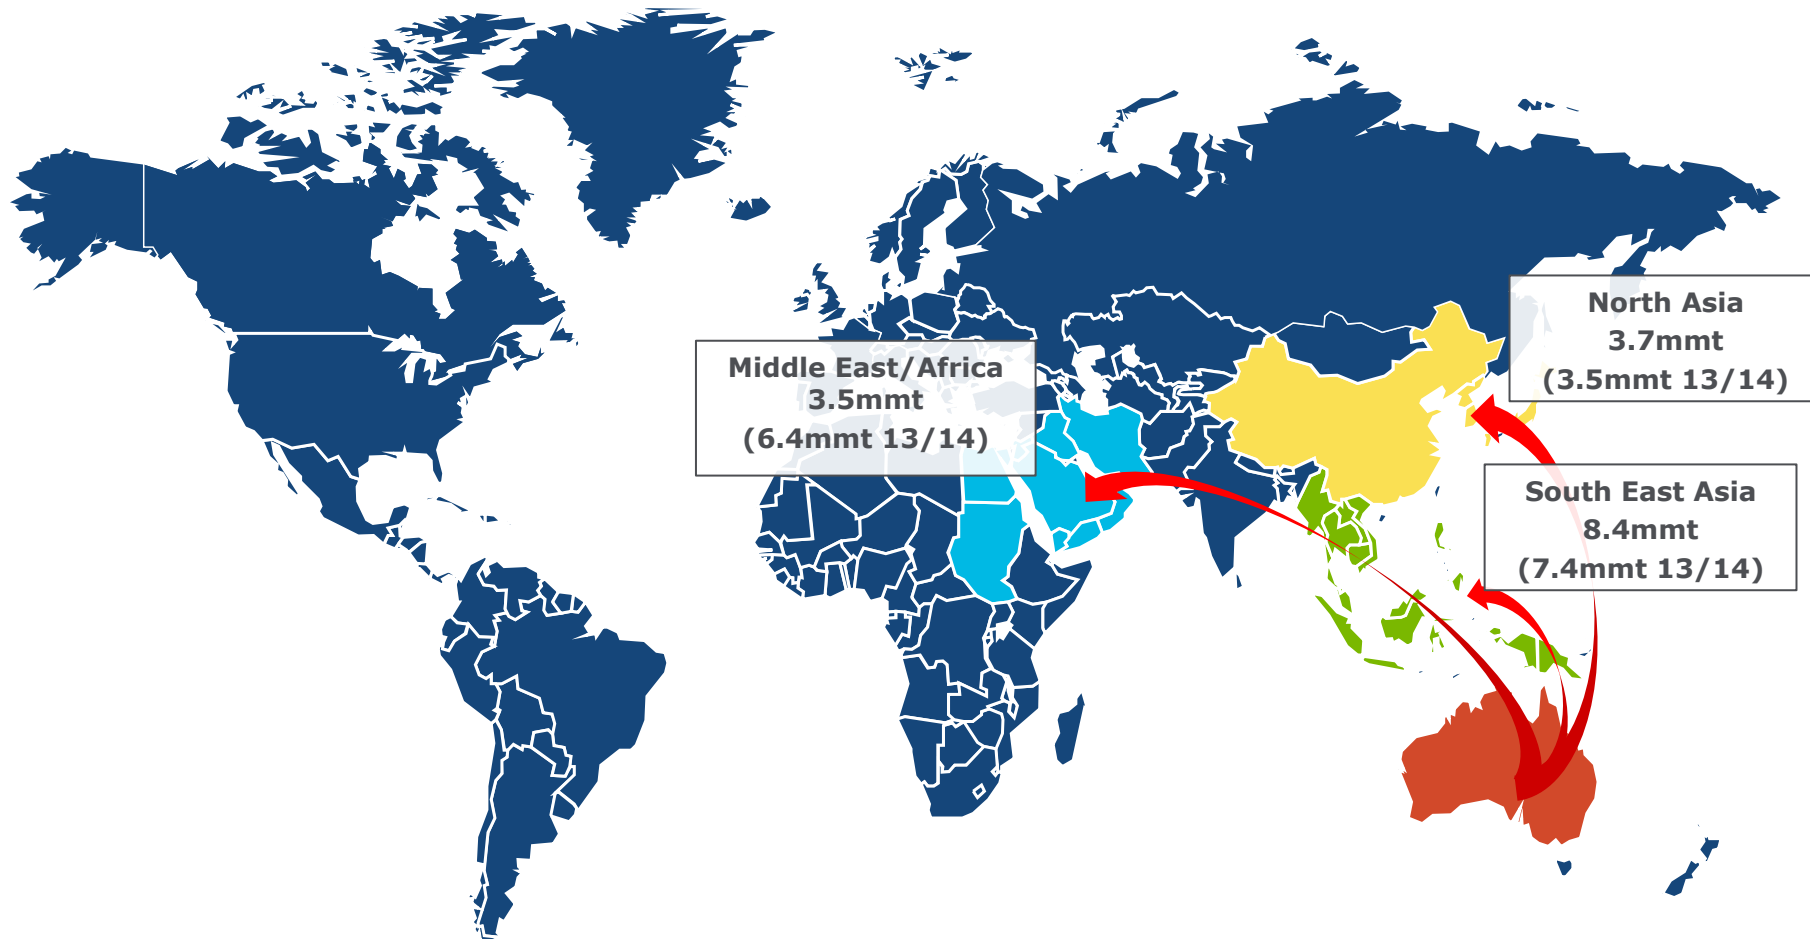 North Asia
3.7mmt
(3.5mmt 13/14)
Middle East/Africa
3.5mmt
(6.4mmt 13/14)
South East Asia
8.4mmt
(7.4mmt 13/14)